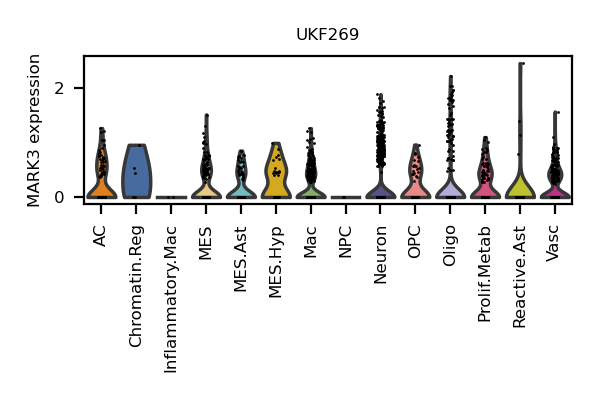 UKF269
MARK3 expression
2
0
AC
Chromatin.Reg
Inflammatory.Mac
MES
MES.Ast
MES.Hyp
Mac
NPC
Neuron
OPC
Oligo
Prolif.Metab
Reactive.Ast
Vasc